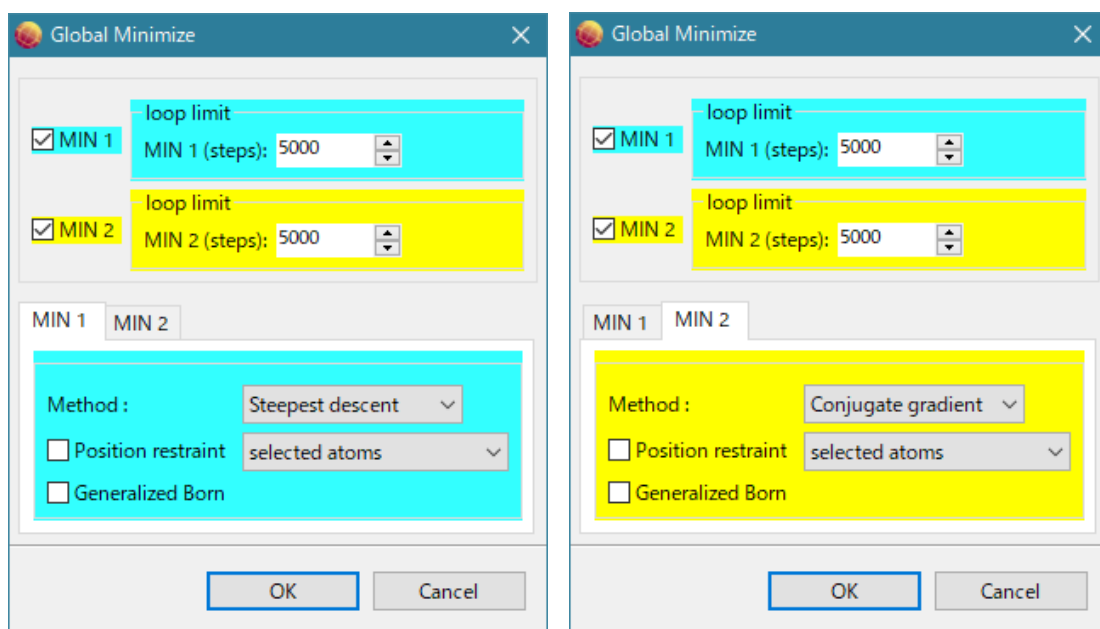 Global Minimize
loop limit
MIN 1
MIN 1 (steps): 5000
loop limit
MIN 2
MIN 2 (steps): 5000
MIN 1 MIN 2
Method : Steepest descent
Position restraint selected atoms
Generalized Born
OK Cancel
Global Minimize
loop limit
MIN 1
MIN 1 (steps): 5000
loop limit
MIN 2
MIN 2 (steps): 5000
MIN 1 MIN 2
Method : Conjugate gradient
Position restraint selected atoms
Generalized Born
OK Cancel